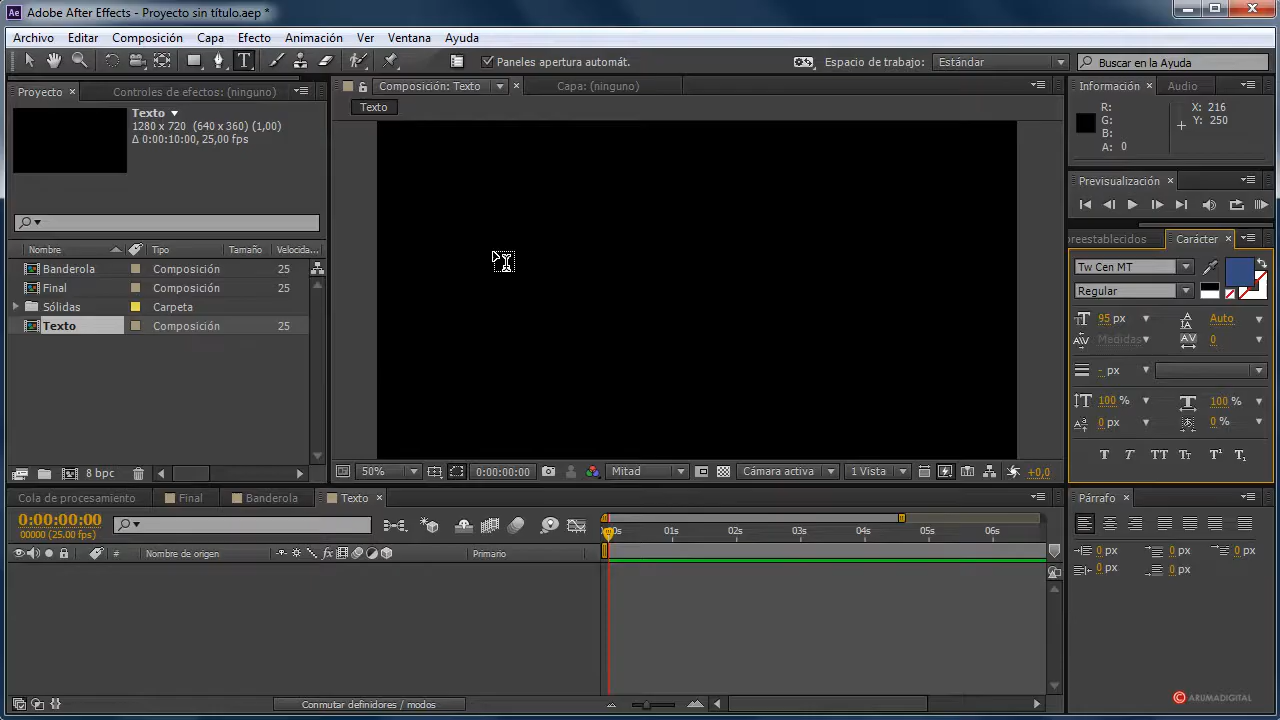 Ae Adobe After Effects - Proyecto sin título.aep *
Archivo Editar Composición Capa Efecto Animación Ver Ventana Ayuda
T Paneles apertura automát. Espacio de trabajo: Estándar Buscar en la Ayuda
Proyecto Controles de efectos: (ninguno) Composición: Texto Capa: (ninguno) Información Audio
Texto
1280 x 720 (640 x 360) (1,00)
Δ 0:00:10:00, 25,00 fps
Texto
R: X: 216
G: Y: 250
B:
A: 0
Previsualización
Nombre Tipo Tamaño Velocida...
Banderola Composición 25
Final Composición 25
Sólidas Carpeta
Texto Composición 25
reestablecidos Carácter
Tw Cen MT
Regular
95 px Auto
Medidas 0
- px
100 % 100 %
0 px 0 %
T T TT Tr T¹ T₁
8 bpc
50% 0:00:00:00 Mitad Cámara activa 1 Vista +0,0
Cola de procesamiento Final Banderola Texto
0:00:00:00
00000 (25.00 fps)
00s 01s 02s 03s 04s 05s 06s
# Nombre de origen Primario
Párrafo
0 px 0 px 0 px
0 px 0 px
Conmutar definidores / modos
© ARUMADIGITAL